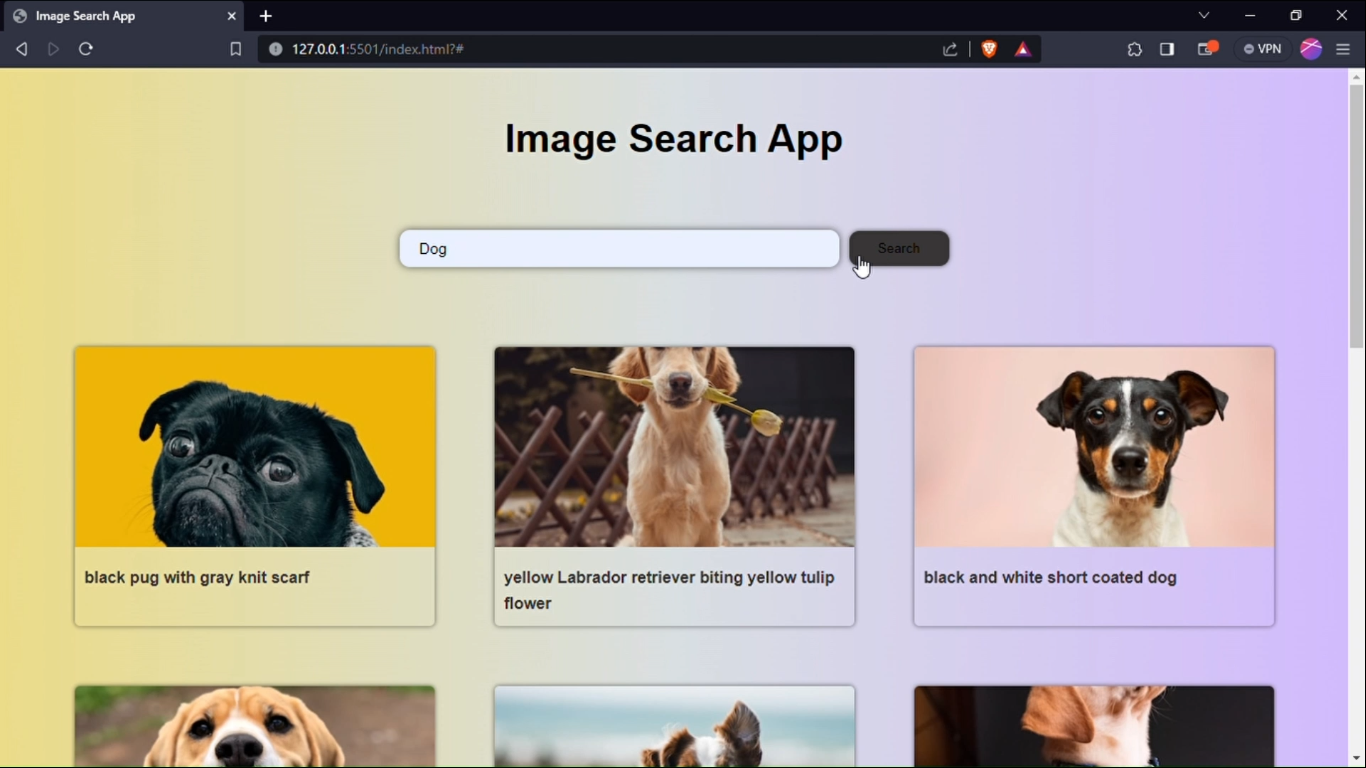 Image Search App
127.0.0.1:5501/index.html?#
VPN
Image Search App
Dog
Search
black pug with gray knit scarf
yellow Labrador retriever biting yellow tulip
flower
black and white short coated dog